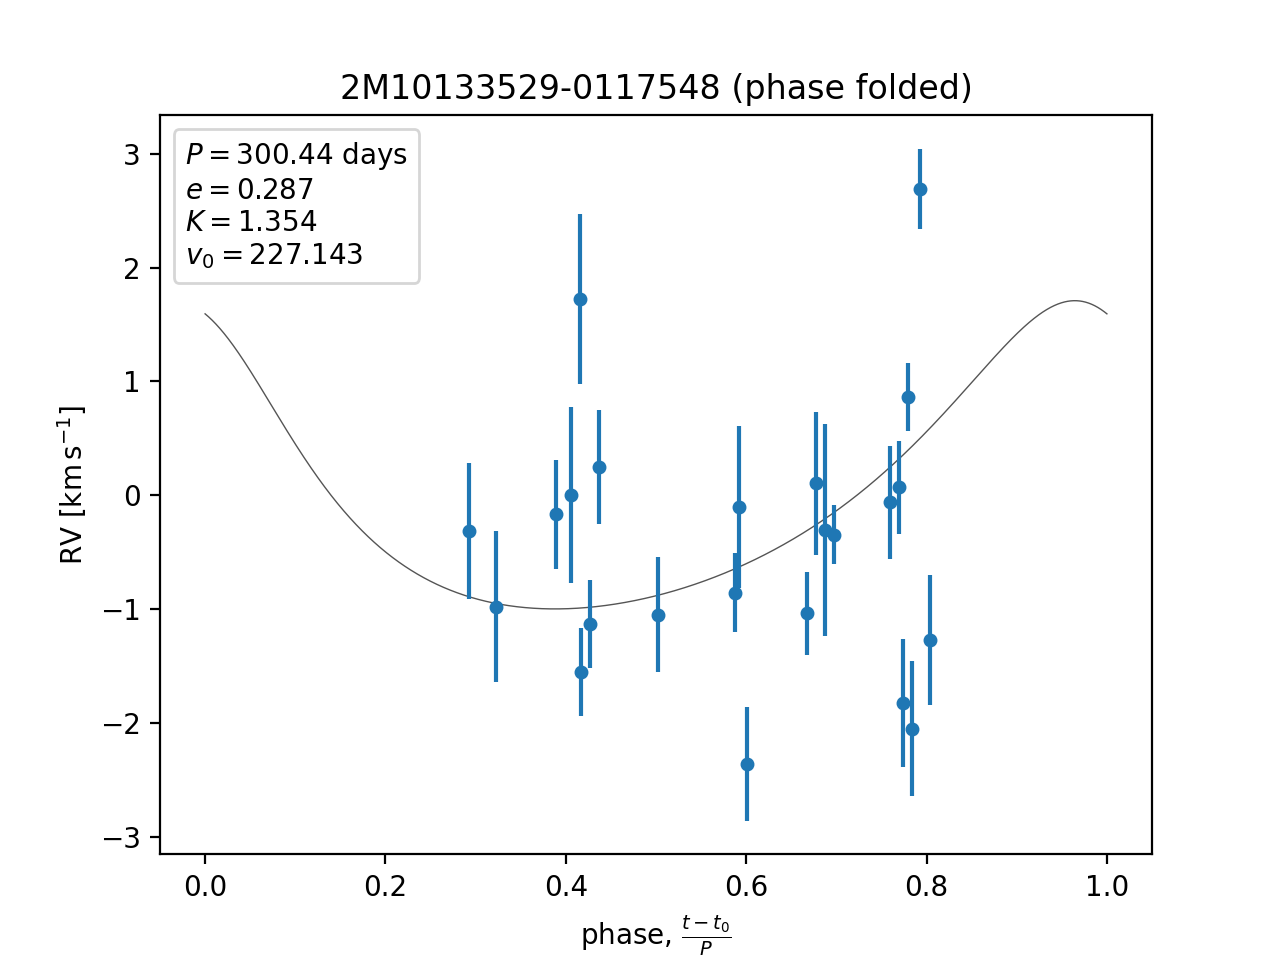 2M10133529-0117548 (phase folded)
P = 300.44 days
e = 0.287
K = 1.354
v₀ = 227.143
3
2
1
0
−1
−2
−3
RV [km s⁻¹]
0.0 0.2 0.4 0.6 0.8 1.0
phase, (t − t₀)/P